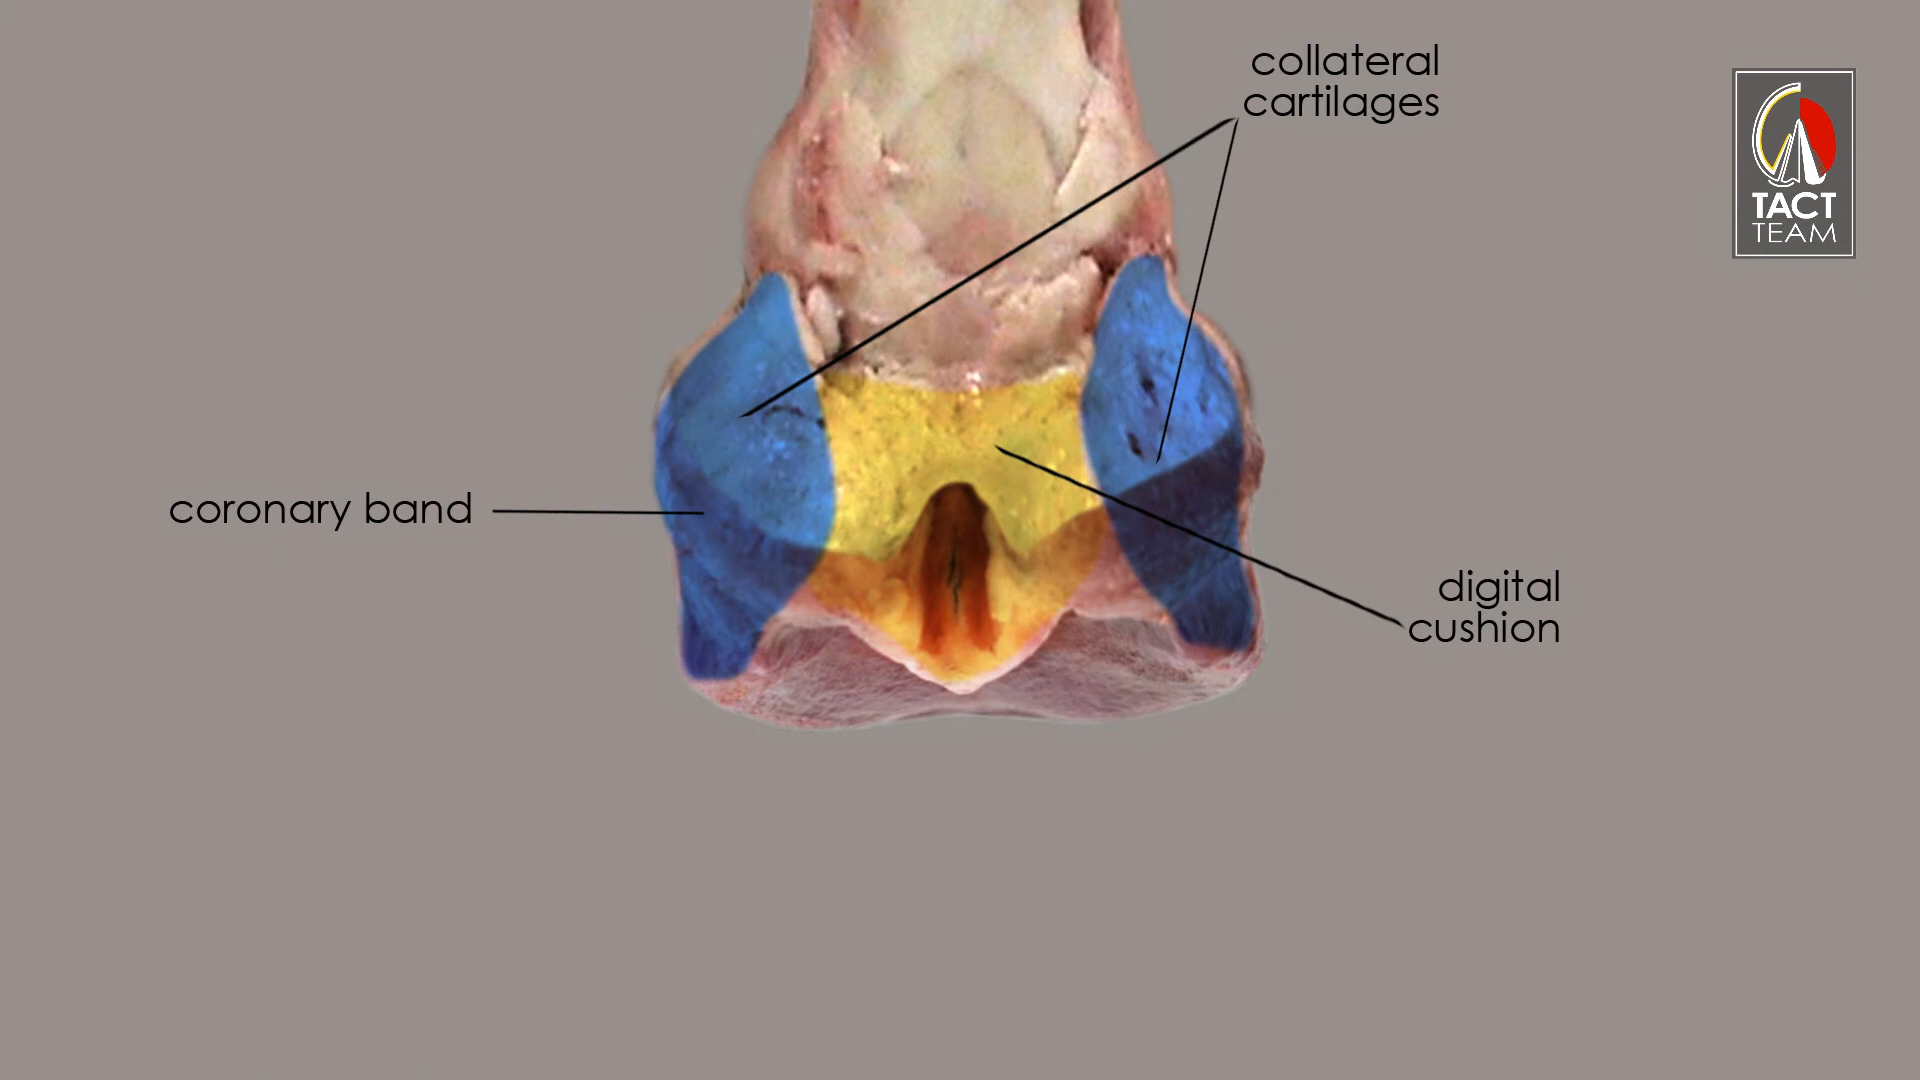 collateral
cartilages
TACT
TEAM
coronary band
digital
cushion